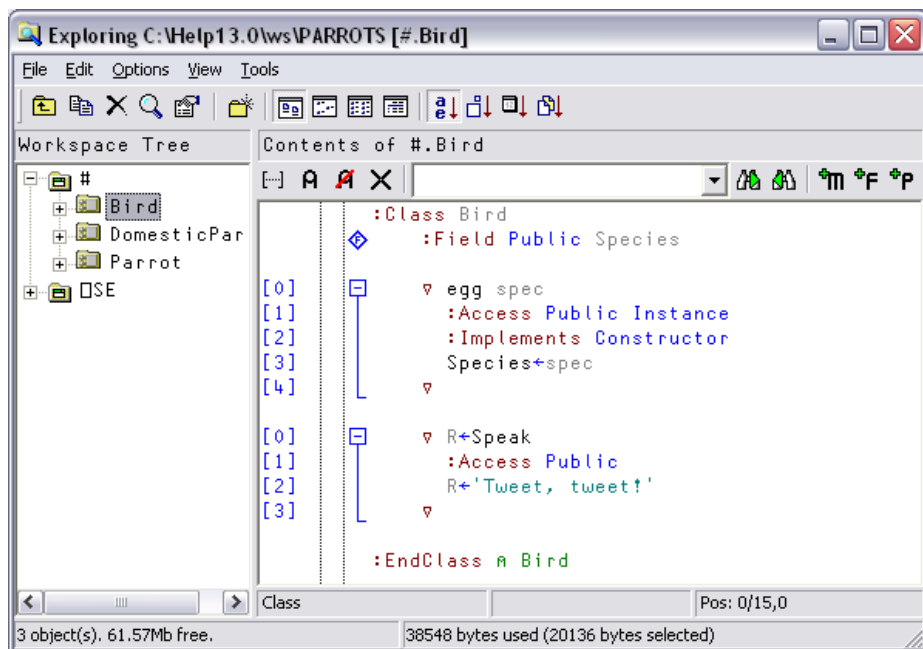 Exploring C:\Help13.0\ws\PARROTS [#.Bird]
File Edit Options View Tools
Workspace Tree
Contents of #.Bird
#
Bird
DomesticPar
Parrot
⎕SE
:Class Bird
:Field Public Species
[0] ∇ egg spec
[1] :Access Public Instance
[2] :Implements Constructor
[3] Species←spec
[4] ∇
[0] ∇ R←Speak
[1] :Access Public
[2] R←'Tweet, tweet!'
[3] ∇
:EndClass ⍝ Bird
Class
Pos: 0/15,0
3 object(s). 61.57Mb free.
38548 bytes used (20136 bytes selected)